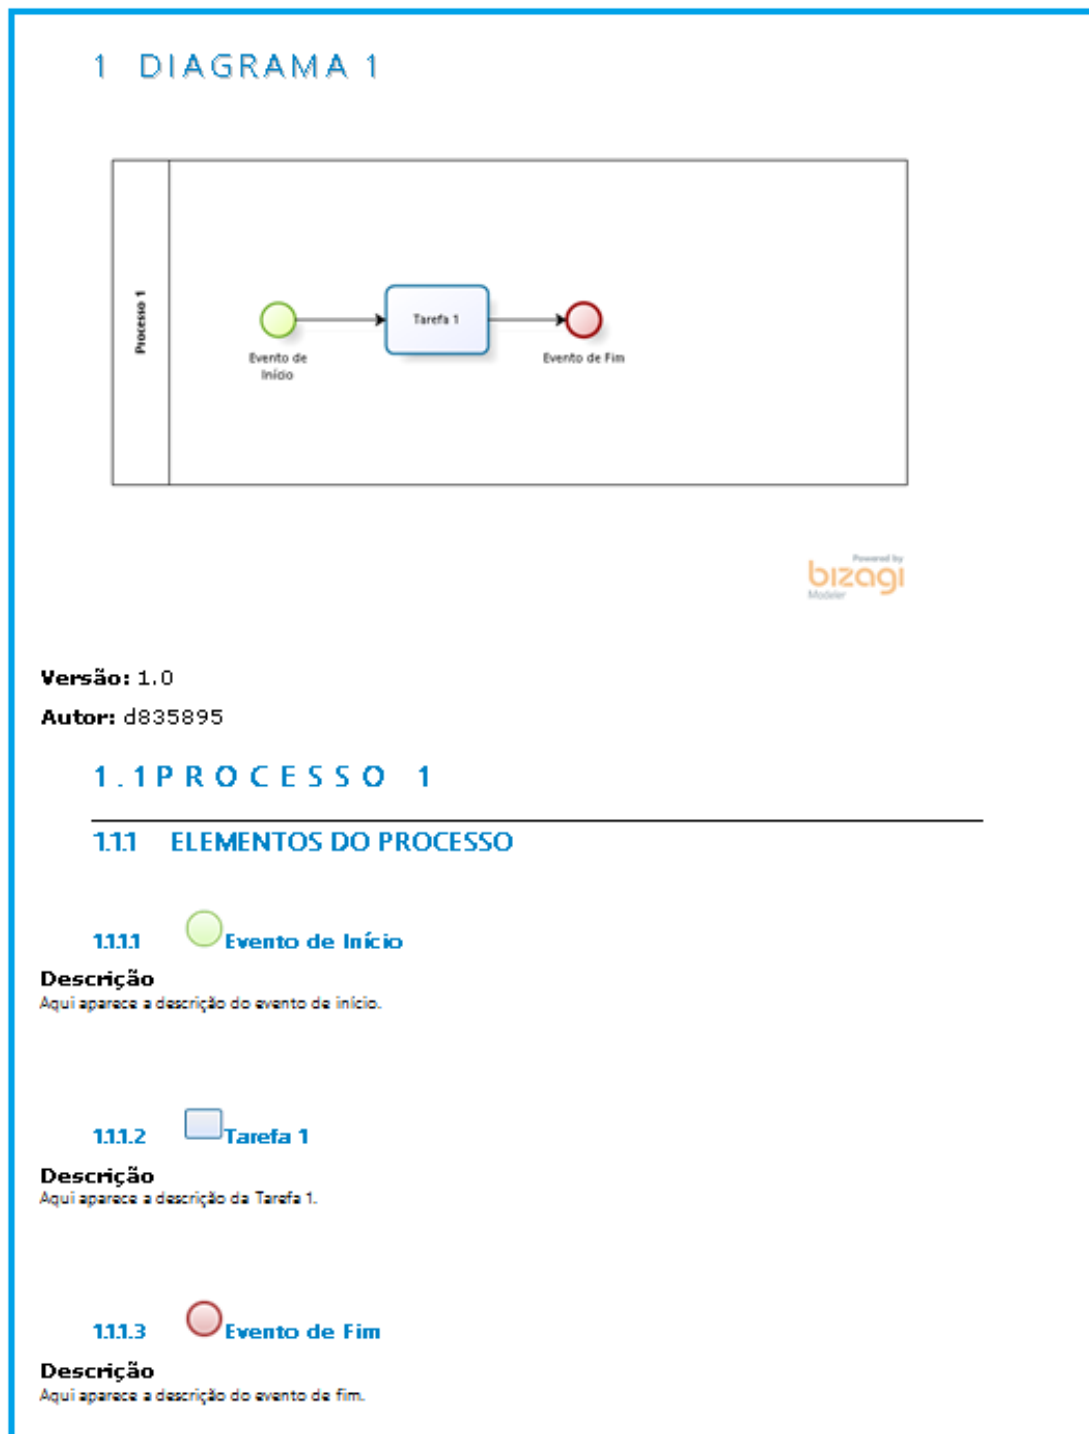 1 DIAGRAMA 1
Processo 1
Tarefa 1
Evento de
Início
Evento de Fim
Powered by
bizagi
Modeler
Versão: 1.0
Autor: d835895
1.1PROCESSO 1
1.1.1 ELEMENTOS DO PROCESSO
1.1.1.1 Evento de Início
Descrição
Aqui aparece a descrição do evento de início.
1.1.1.2 Tarefa 1
Descrição
Aqui aparece a descrição da Tarefa 1.
1.1.1.3 Evento de Fim
Descrição
Aqui aparece a descrição do evento de fim.